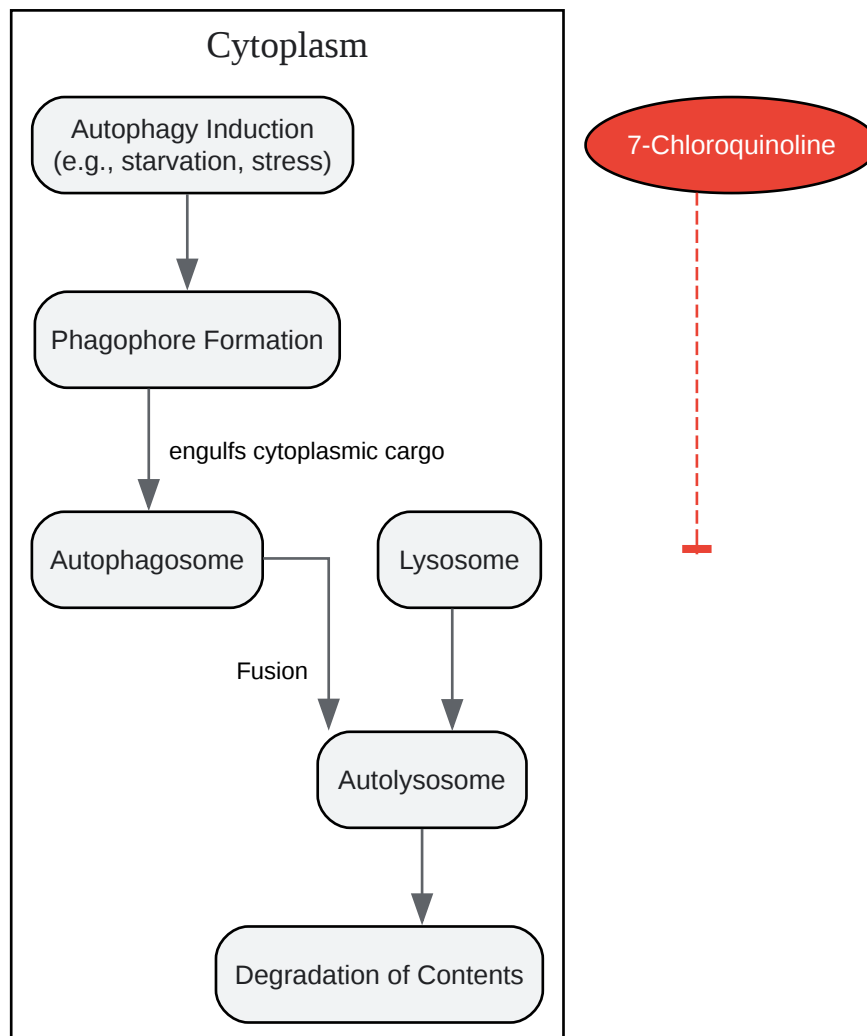 Cytoplasm
Autophagy Induction
(e.g., starvation, stress)
7-Chloroquinoline
Phagophore Formation
engulfs cytoplasmic cargo
Autophagosome
Lysosome
Fusion
Autolysosome
Degradation of Contents